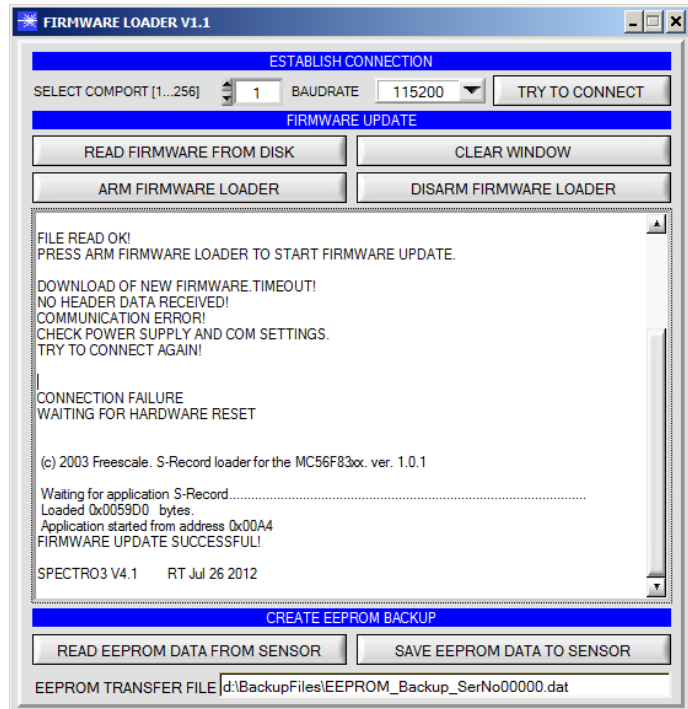 FIRMWARE LOADER V1.1
ESTABLISH CONNECTION
SELECT COMPORT [1...256] 1 BAUDRATE 115200 TRY TO CONNECT
FIRMWARE UPDATE
READ FIRMWARE FROM DISK CLEAR WINDOW
ARM FIRMWARE LOADER DISARM FIRMWARE LOADER
FILE READ OK!
PRESS ARM FIRMWARE LOADER TO START FIRMWARE UPDATE.
DOWNLOAD OF NEW FIRMWARE.TIMEOUT!
NO HEADER DATA RECEIVED!
COMMUNICATION ERROR!
CHECK POWER SUPPLY AND COM SETTINGS.
TRY TO CONNECT AGAIN!
CONNECTION FAILURE
WAITING FOR HARDWARE RESET
(c) 2003 Freescale. S-Record loader for the MC56F83xx. ver. 1.0.1
Waiting for application S-Record...............................................................................................
Loaded 0x0059D0 bytes.
Application started from address 0x00A4
FIRMWARE UPDATE SUCCESSFUL!
SPECTRO3 V4.1 RT Jul 26 2012
CREATE EEPROM BACKUP
READ EEPROM DATA FROM SENSOR SAVE EEPROM DATA TO SENSOR
EEPROM TRANSFER FILE d:\BackupFiles\EEPROM_Backup_SerNo00000.dat